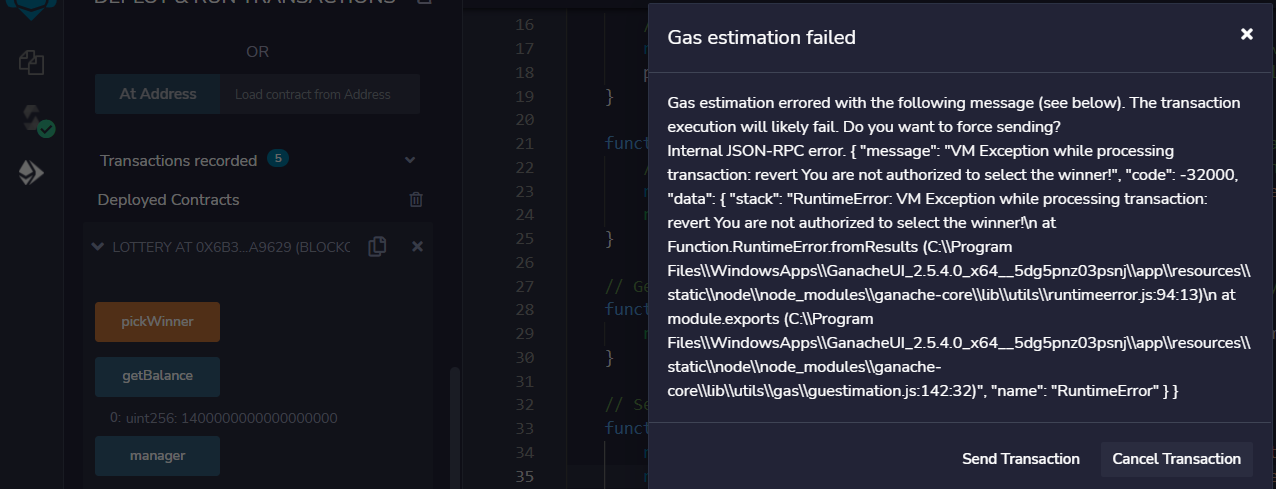 DEPLOY & RUN TRANSACTIONS
OR
At Address
Load contract from Address
Transactions recorded 5
Deployed Contracts
LOTTERY AT 0X6B3...A9629 (BLOCKC
pickWinner
getBalance
0: uint256: 1400000000000000000
manager
16 /
17
18 p
19 }
20
21 funct
22 /
23
24
25 }
26
27 // Ge
28 funct
29
30 }
31
32 // Se
33 funct
34
35
Gas estimation failed
Gas estimation errored with the following message (see below). The transaction
execution will likely fail. Do you want to force sending?
Internal JSON-RPC error. { "message": "VM Exception while processing
transaction: revert You are not authorized to select the winner!", "code": -32000,
"data": { "stack": "RuntimeError: VM Exception while processing transaction:
revert You are not authorized to select the winner!\n at
Function.RuntimeError.fromResults (C:\\Program
Files\\WindowsApps\\GanacheUI_2.5.4.0_x64__5dg5pnz03psnj\\app\\resources\\
static\\node\\node_modules\\ganache-core\\lib\\utils\\runtimeerror.js:94:13)\n at
module.exports (C:\\Program
Files\\WindowsApps\\GanacheUI_2.5.4.0_x64__5dg5pnz03psnj\\app\\resources\\
static\\node\\node_modules\\ganache-
core\\lib\\utils\\gas\\guestimation.js:142:32)", "name": "RuntimeError" } }
Send Transaction
Cancel Transaction